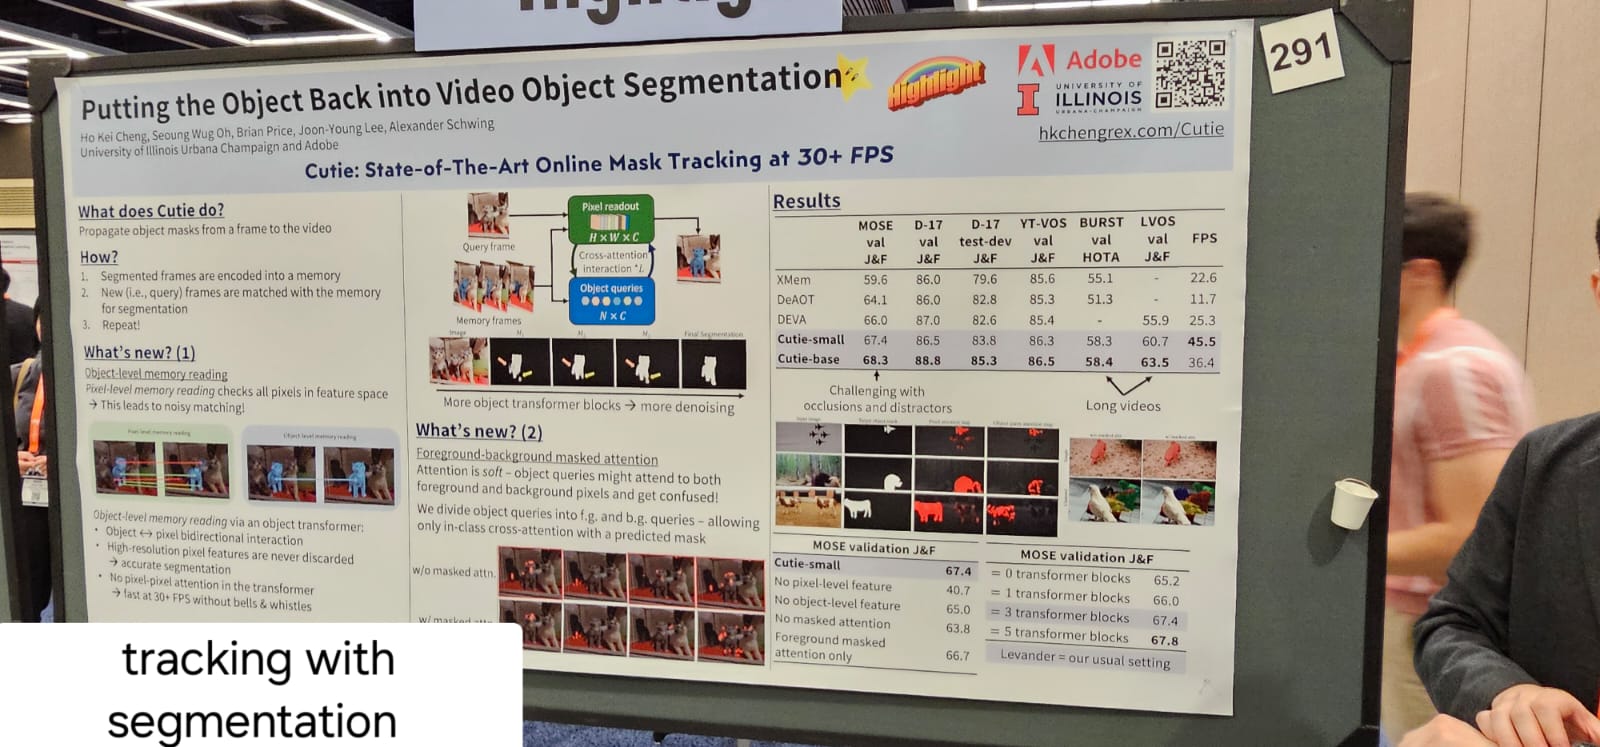 291
Putting the Object Back into Video Object Segmentation
Highlight
Adobe
UNIVERSITY OF
ILLINOIS
URBANA-CHAMPAIGN
hkchengrex.com/Cutie
Ho Kei Cheng, Seoung Wug Oh, Brian Price, Joon-Young Lee, Alexander Schwing
University of Illinois Urbana Champaign and Adobe
Cutie: State-of-The-Art Online Mask Tracking at 30+ FPS
What does Cutie do?
Propagate object masks from a frame to the video
How?
1. Segmented frames are encoded into a memory
2. New (i.e., query) frames are matched with the memory
for segmentation
3. Repeat!
What's new? (1)
Object-level memory reading
Pixel-level memory reading checks all pixels in feature space
→ This leads to noisy matching!
Pixel level memory reading
Object level memory reading
Object-level memory reading via an object transformer:
• Object ↔ pixel bidirectional interaction
• High-resolution pixel features are never discarded
→ accurate segmentation
• No pixel-pixel attention in the transformer
→ fast at 30+ FPS without bells & whistles
Query frame
Memory frames
Pixel readout
H × W × C
Cross-attention
interaction *L
Object queries
N × C
Image
Final Segmentation
More object transformer blocks → more denoising
What's new? (2)
Foreground-background masked attention
Attention is soft – object queries might attend to both
foreground and background pixels and get confused!
We divide object queries into f.g. and b.g. queries – allowing
only in-class cross-attention with a predicted mask
w/o masked attn.
w/ masked attn.
Results
MOSE val J&F D-17 val J&F D-17 test-dev J&F YT-VOS val J&F BURST val HOTA LVOS val J&F FPS
XMem 59.6 86.0 79.6 85.6 55.1 - 22.6
DeAOT 64.1 86.0 82.8 85.3 51.3 - 11.7
DEVA 66.0 87.0 82.6 85.4 - 55.9 25.3
Cutie-small 67.4 86.5 83.8 86.3 58.3 60.7 45.5
Cutie-base 68.3 88.8 85.3 86.5 58.4 63.5 36.4
Challenging with
occlusions and distractors
Long videos
MOSE validation J&F
Cutie-small 67.4
No pixel-level feature 40.7
No object-level feature 65.0
No masked attention 63.8
Foreground masked
attention only 66.7
MOSE validation J&F
= 0 transformer blocks 65.2
= 1 transformer blocks 66.0
= 3 transformer blocks 67.4
= 5 transformer blocks 67.8
Levander = our usual setting
tracking with
segmentation